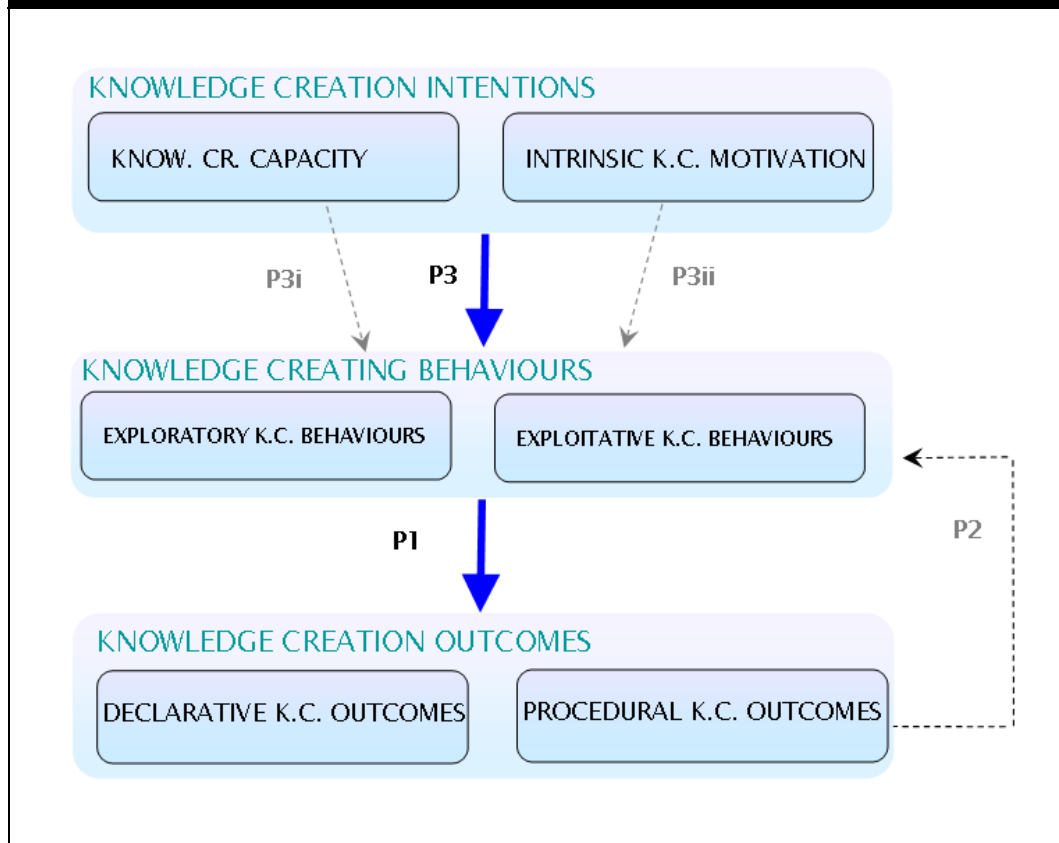 KNOWLEDGE CREATION INTENTIONS
KNOW. CR. CAPACITY
INTRINSIC K.C. MOTIVATION
P3i
P3
P3ii
KNOWLEDGE CREATING BEHAVIOURS
EXPLORATORY K.C. BEHAVIOURS
EXPLOITATIVE K.C. BEHAVIOURS
P1
P2
KNOWLEDGE CREATION OUTCOMES
DECLARATIVE K.C. OUTCOMES
PROCEDURAL K.C. OUTCOMES